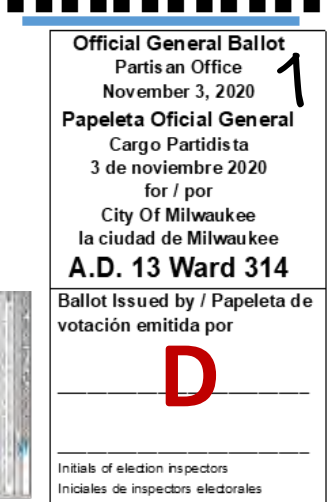 Official General Ballot
Partisan Office
November 3, 2020
1
Papeleta Oficial General
Cargo Partidista
3 de noviembre 2020
for / por
City Of Milwaukee
la ciudad de Milwaukee
A.D. 13 Ward 314
Ballot Issued by / Papeleta de
votación emitida por
D
Initials of election inspectors
Iniciales de inspectors electorales